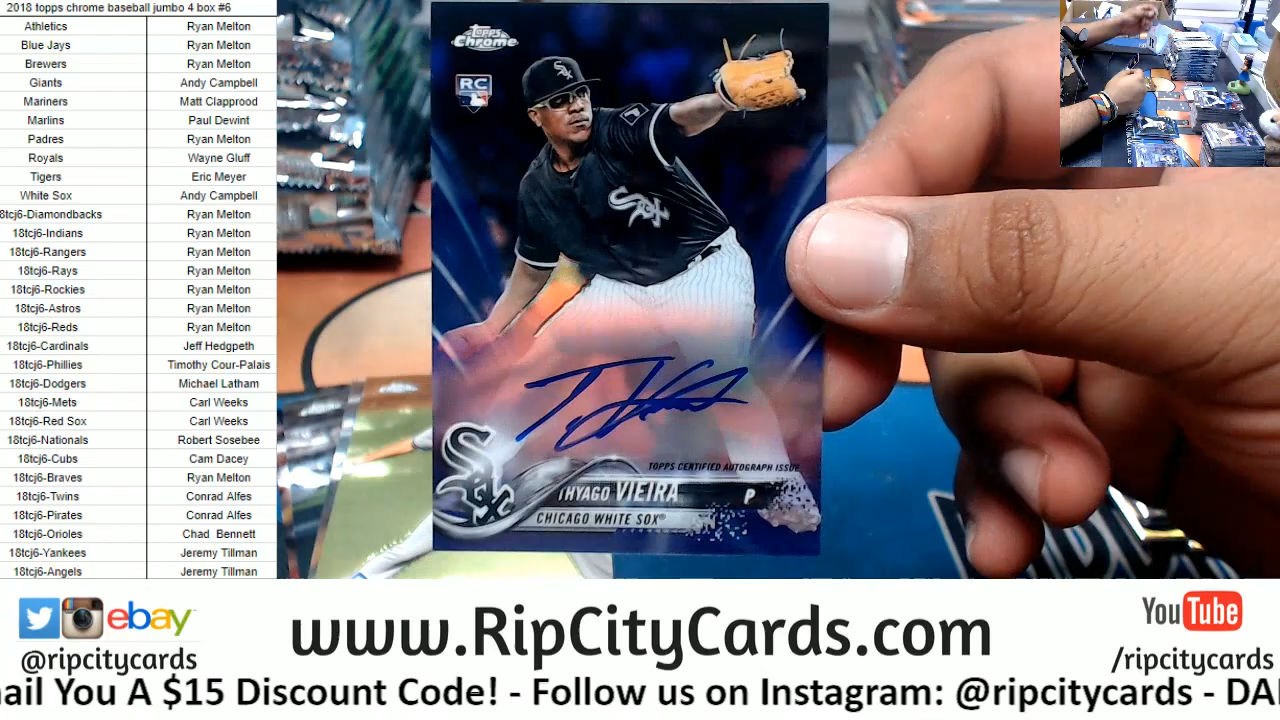 2018 topps chrome baseball jumbo 4 box #6
Athletics Ryan Melton
Blue Jays Ryan Melton
Brewers Ryan Melton
Giants Andy Campbell
Mariners Matt Clapprood
Marlins Paul Dewint
Padres Ryan Melton
Royals Wayne Gluff
Tigers Eric Meyer
White Sox Andy Campbell
8tcj6-Diamondbacks Ryan Melton
18tcj6-Indians Ryan Melton
18tcj6-Rangers Ryan Melton
18tcj6-Rays Ryan Melton
18tcj6-Rockies Ryan Melton
18tcj6-Astros Ryan Melton
18tcj6-Reds Ryan Melton
18tcj6-Cardinals Jeff Hedgpeth
18tcj6-Phillies Timothy Cour-Palais
18tcj6-Dodgers Michael Latham
18tcj6-Mets Carl Weeks
18tcj6-Red Sox Carl Weeks
18tcj6-Nationals Robert Sosebee
18tcj6-Cubs Cam Dacey
18tcj6-Braves Ryan Melton
18tcj6-Twins Conrad Alfes
18tcj6-Pirates Conrad Alfes
18tcj6-Orioles Chad Bennett
18tcj6-Yankees Jeremy Tillman
18tcj6-Angels Jeremy Tillman
Topps Chrome
RC
Sox
Sox
TOPPS CERTIFIED AUTOGRAPH ISSUE
THYAGO VIEIRA P
CHICAGO WHITE SOX®
ebay
@ripcitycards
www.RipCityCards.com
YouTube
/ripcitycards
ail You A $15 Discount Code! - Follow us on Instagram: @ripcitycards - DA